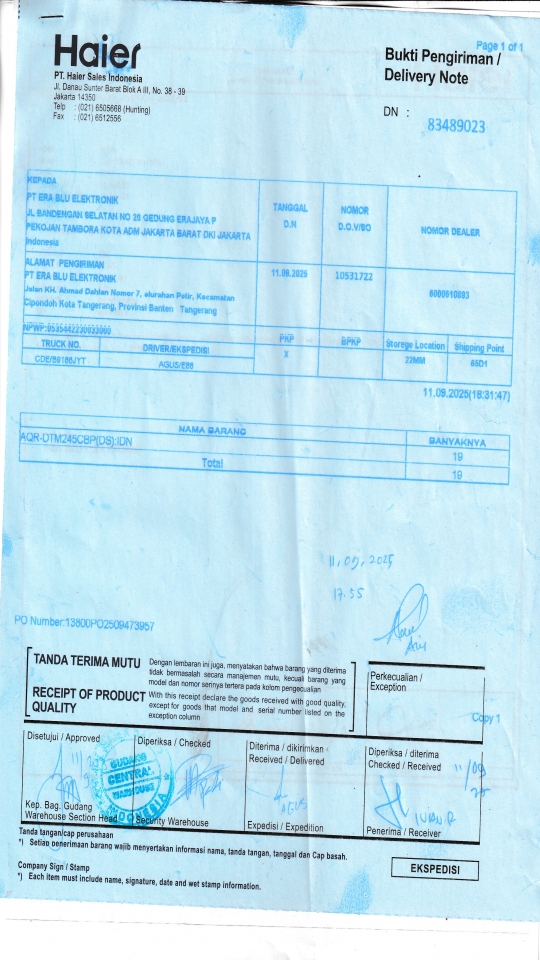 Page 1 of 1
Haier
Bukti Pengiriman /
Delivery Note
PT. Haier Sales Indonesia
Jl. Danau Sunter Barat Blok A III, No. 38 - 39
Jakarta 14350
Telp : (021) 6505668 (Hunting)
Fax : (021) 6512556
DN : 83489023
KEPADA
PT ERA BLU ELEKTRONIK
JL BANDENGAN SELATAN NO 20 GEDUNG ERAJAYA P
PEKOJAN TAMBORA KOTA ADM JAKARTA BARAT DKI JAKARTA
Indonesia
TANGGAL
D.N
NOMOR
D.O./SO
NOMOR DEALER
ALAMAT PENGIRIMAN
PT ERA BLU ELEKTRONIK
Jalan KH. Ahmad Dahlan Nomor 7, elurahan Petir, Kecamatan
Cipondoh Kota Tangerang, Provinsi Banten Tangerang
11.09.2025
10531722
NPWP:
TRUCK NO.
DRIVER/EKSPEDISI
PKP
BPKP
Storege Location
Shipping Point
AGUS/E88
X
22MM
65D1
11.09.2025(18:31:47)
NAMA BARANG
BANYAKNYA
AQR-DTM245CBP(DS):IDN
19
Total
19
11,09,2025
17.55
PO Number:13800PO2509473957
TANDA TERIMA MUTU
Dengan lembaran ini juga, menyatakan bahwa barang yang diterima
tidak bermasalah secara manajemen mutu, kecuali barang yang
model dan nomor serinya tertera pada kolom pengecualian
RECEIPT OF PRODUCT
QUALITY
With this receipt declare the goods received with good quality,
except for goods that model and serial number listed on the
exception column
Perkecualian /
Exception
Copy 1
Disetujui / Approved
Diperiksa / Checked
Diterima / dikirimkan
Received / Delivered
Diperiksa / diterima
Checked / Received
11/09
25
GUDANG
CENTRAL
INDONESIA
AGUS
IVAN.R
Kep. Bag. Gudang
Warehouse Section Head
Security Warehouse
Expedisi / Expedition
Penerima / Receiver
Tanda tangan/cap perusahaan
*) Setiap penerimaan barang wajib menyertakan informasi nama, tanda tangan, tanggal dan Cap basah.
Company Sign / Stamp
*) Each item must include name, signature, date and wet stamp information.
EKSPEDISI